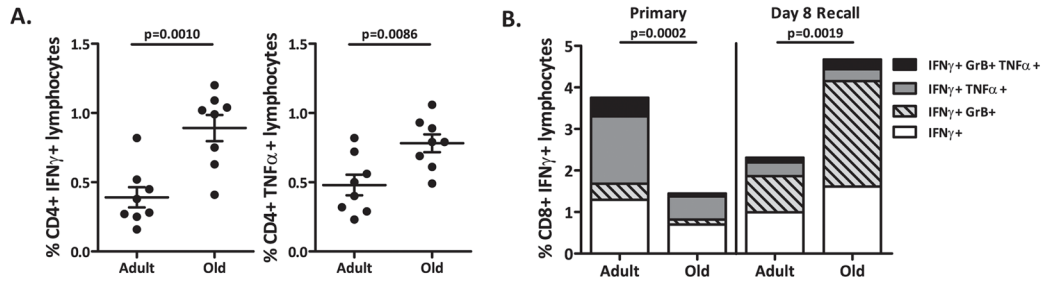 A.
% CD4+ IFNγ+ lymphocytes
1.5
1.0
0.5
0.0
p=0.0010
Adult
Old
% CD4+ TNFα+ lymphocytes
1.5
1.0
0.5
0.0
p=0.0086
Adult
Old
B.
Primary
Day 8 Recall
p=0.0002
p=0.0019
% CD8+ IFNγ+ lymphocytes
5
4
3
2
1
0
Adult
Old
Adult
Old
IFNγ+ GrB+ TNFα +
IFNγ+ TNFα +
IFNγ+ GrB+
IFNγ+